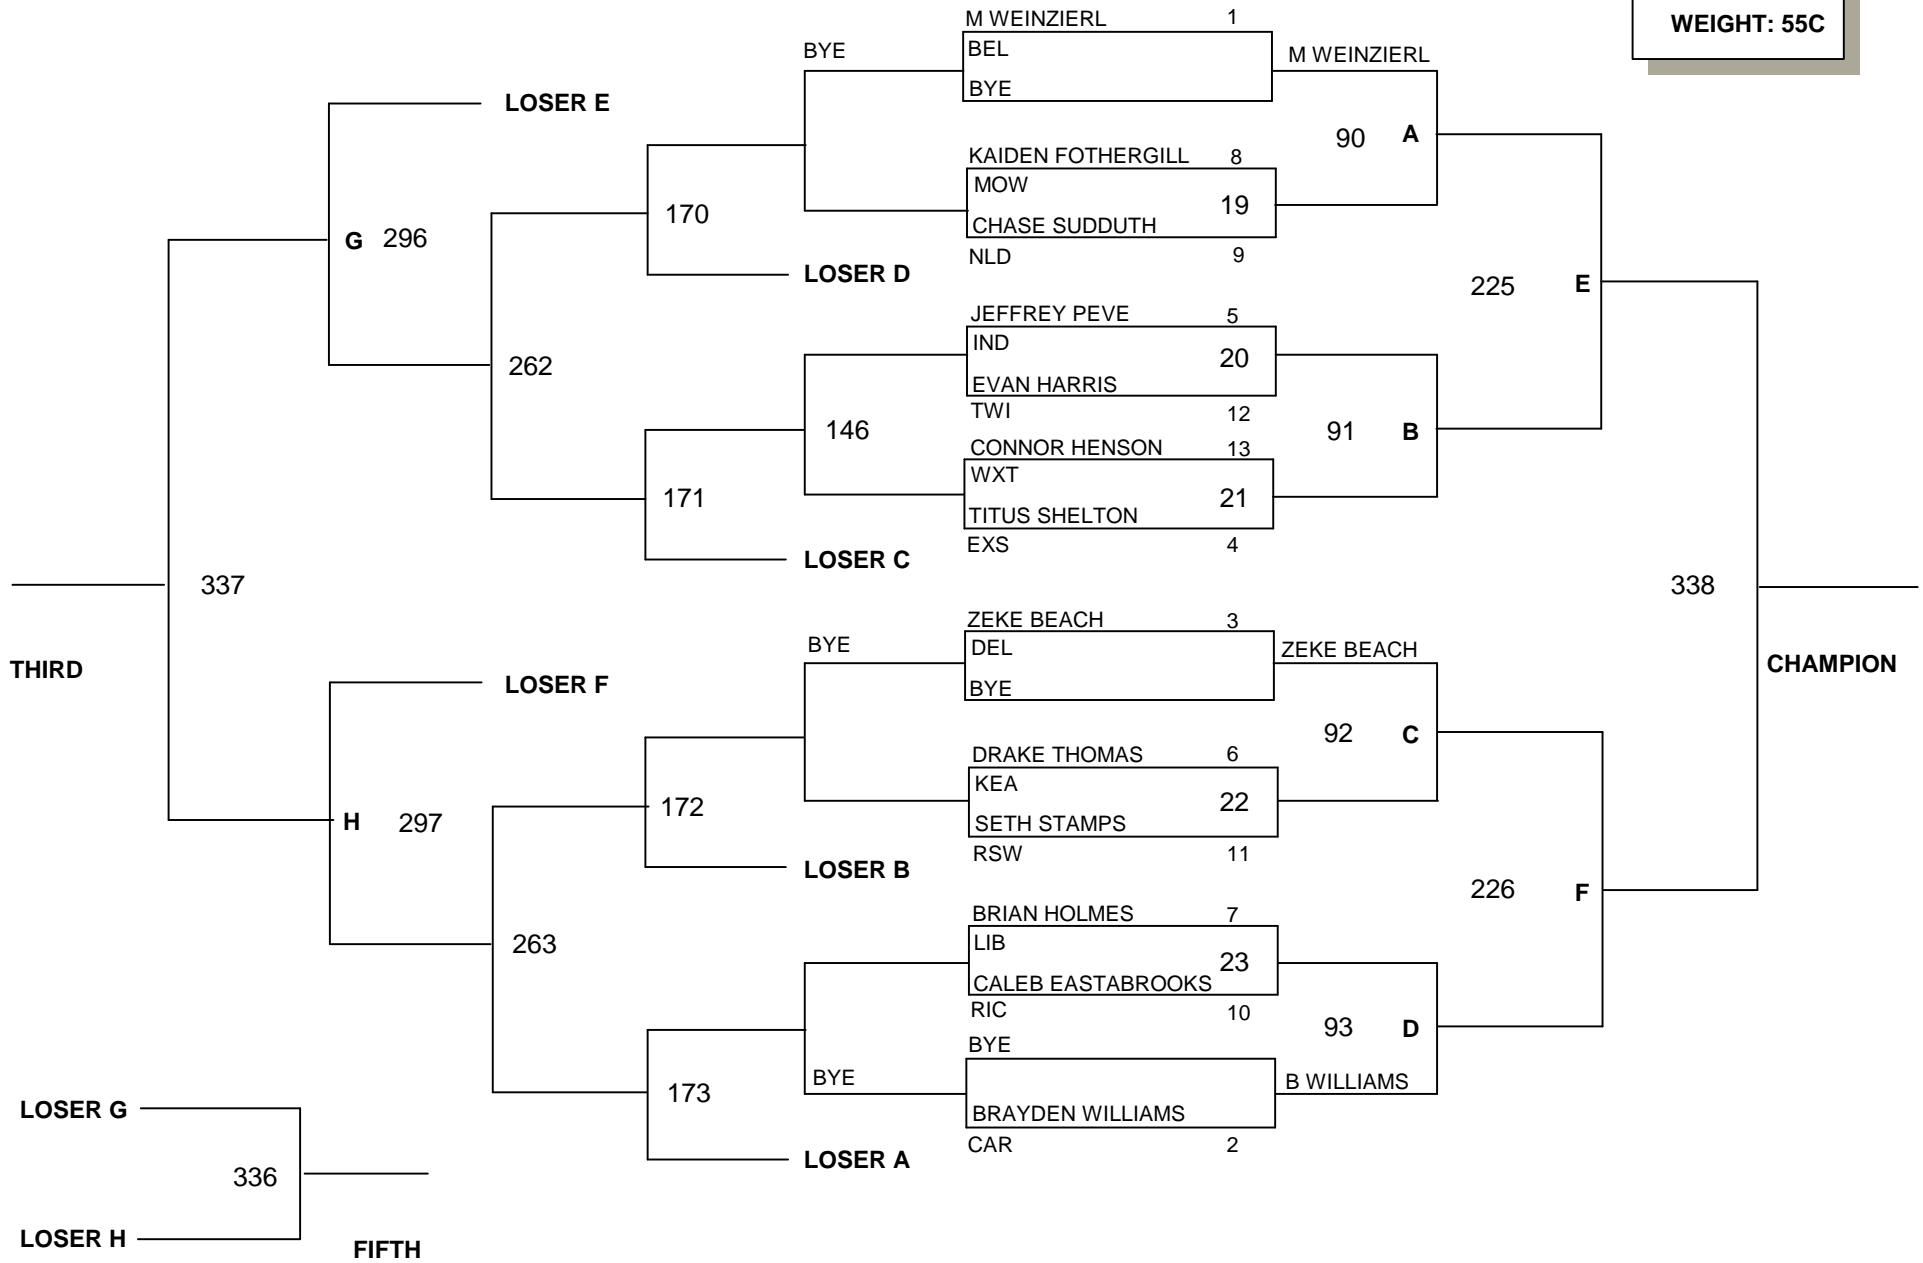 WEIGHT: 55C
M WEINZIERL 1
BYE
BEL
M WEINZIERL
BYE
LOSER E
90 A
KAIDEN FOTHERGILL 8
MOW
19
170
CHASE SUDDUTH
G 296
NLD 9
LOSER D
225 E
JEFFREY PEVE 5
IND
20
262
EVAN HARRIS
TWI 12
146
91 B
CONNOR HENSON 13
WXT
171
21
TITUS SHELTON
EXS 4
LOSER C
337
338
ZEKE BEACH 3
BYE
DEL
ZEKE BEACH
THIRD
CHAMPION
LOSER F
BYE
92 C
DRAKE THOMAS 6
KEA
172
22
H 297
SETH STAMPS
RSW 11
LOSER B
226 F
BRIAN HOLMES 7
LIB
263
23
CALEB EASTABROOKS
RIC 10
93 D
BYE
BYE
B WILLIAMS
173
BRAYDEN WILLIAMS
LOSER G
CAR 2
LOSER A
336
LOSER H
FIFTH